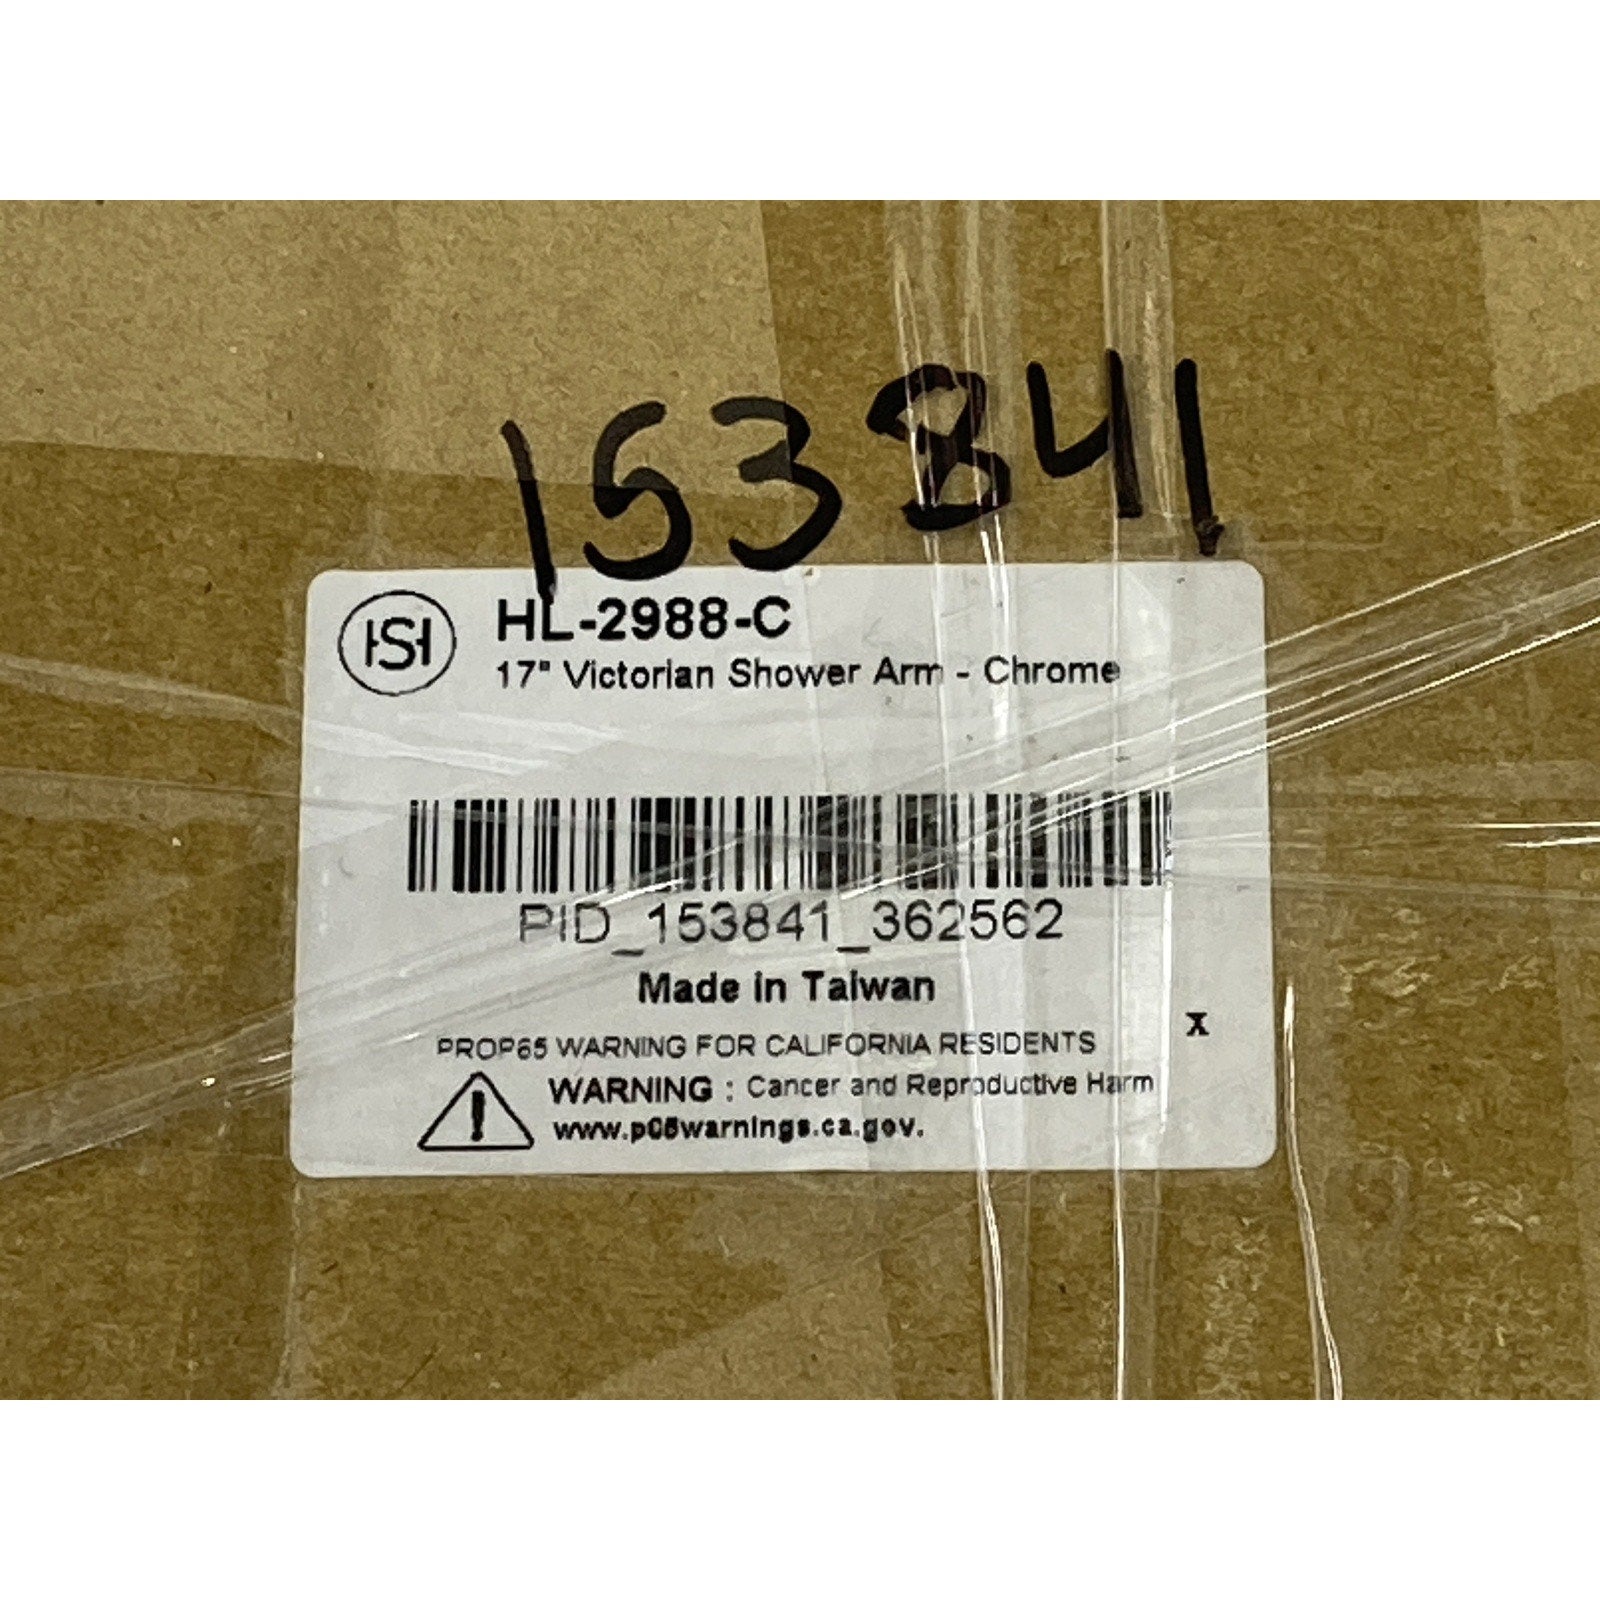 153841
HS
HL-2988-C
17" Victorian Shower Arm - Chrome
PID_153841_362562
Made in Taiwan
X
PROP65 WARNING FOR CALIFORNIA RESIDENTS
WARNING : Cancer and Reproductive Harm
www.p65warnings.ca.gov.